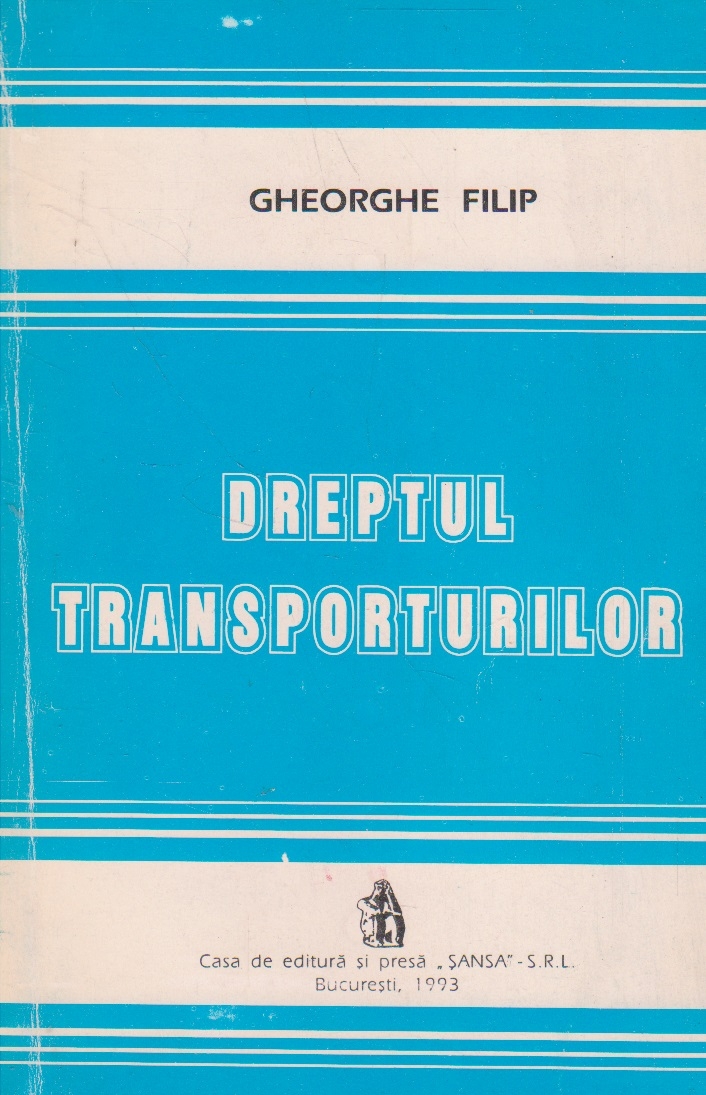 GHEORGHE FILIP
DREPTUL
TRANSPORTURILOR
Casa de editură și presă „ȘANSA” - S.R.L.
București, 1993